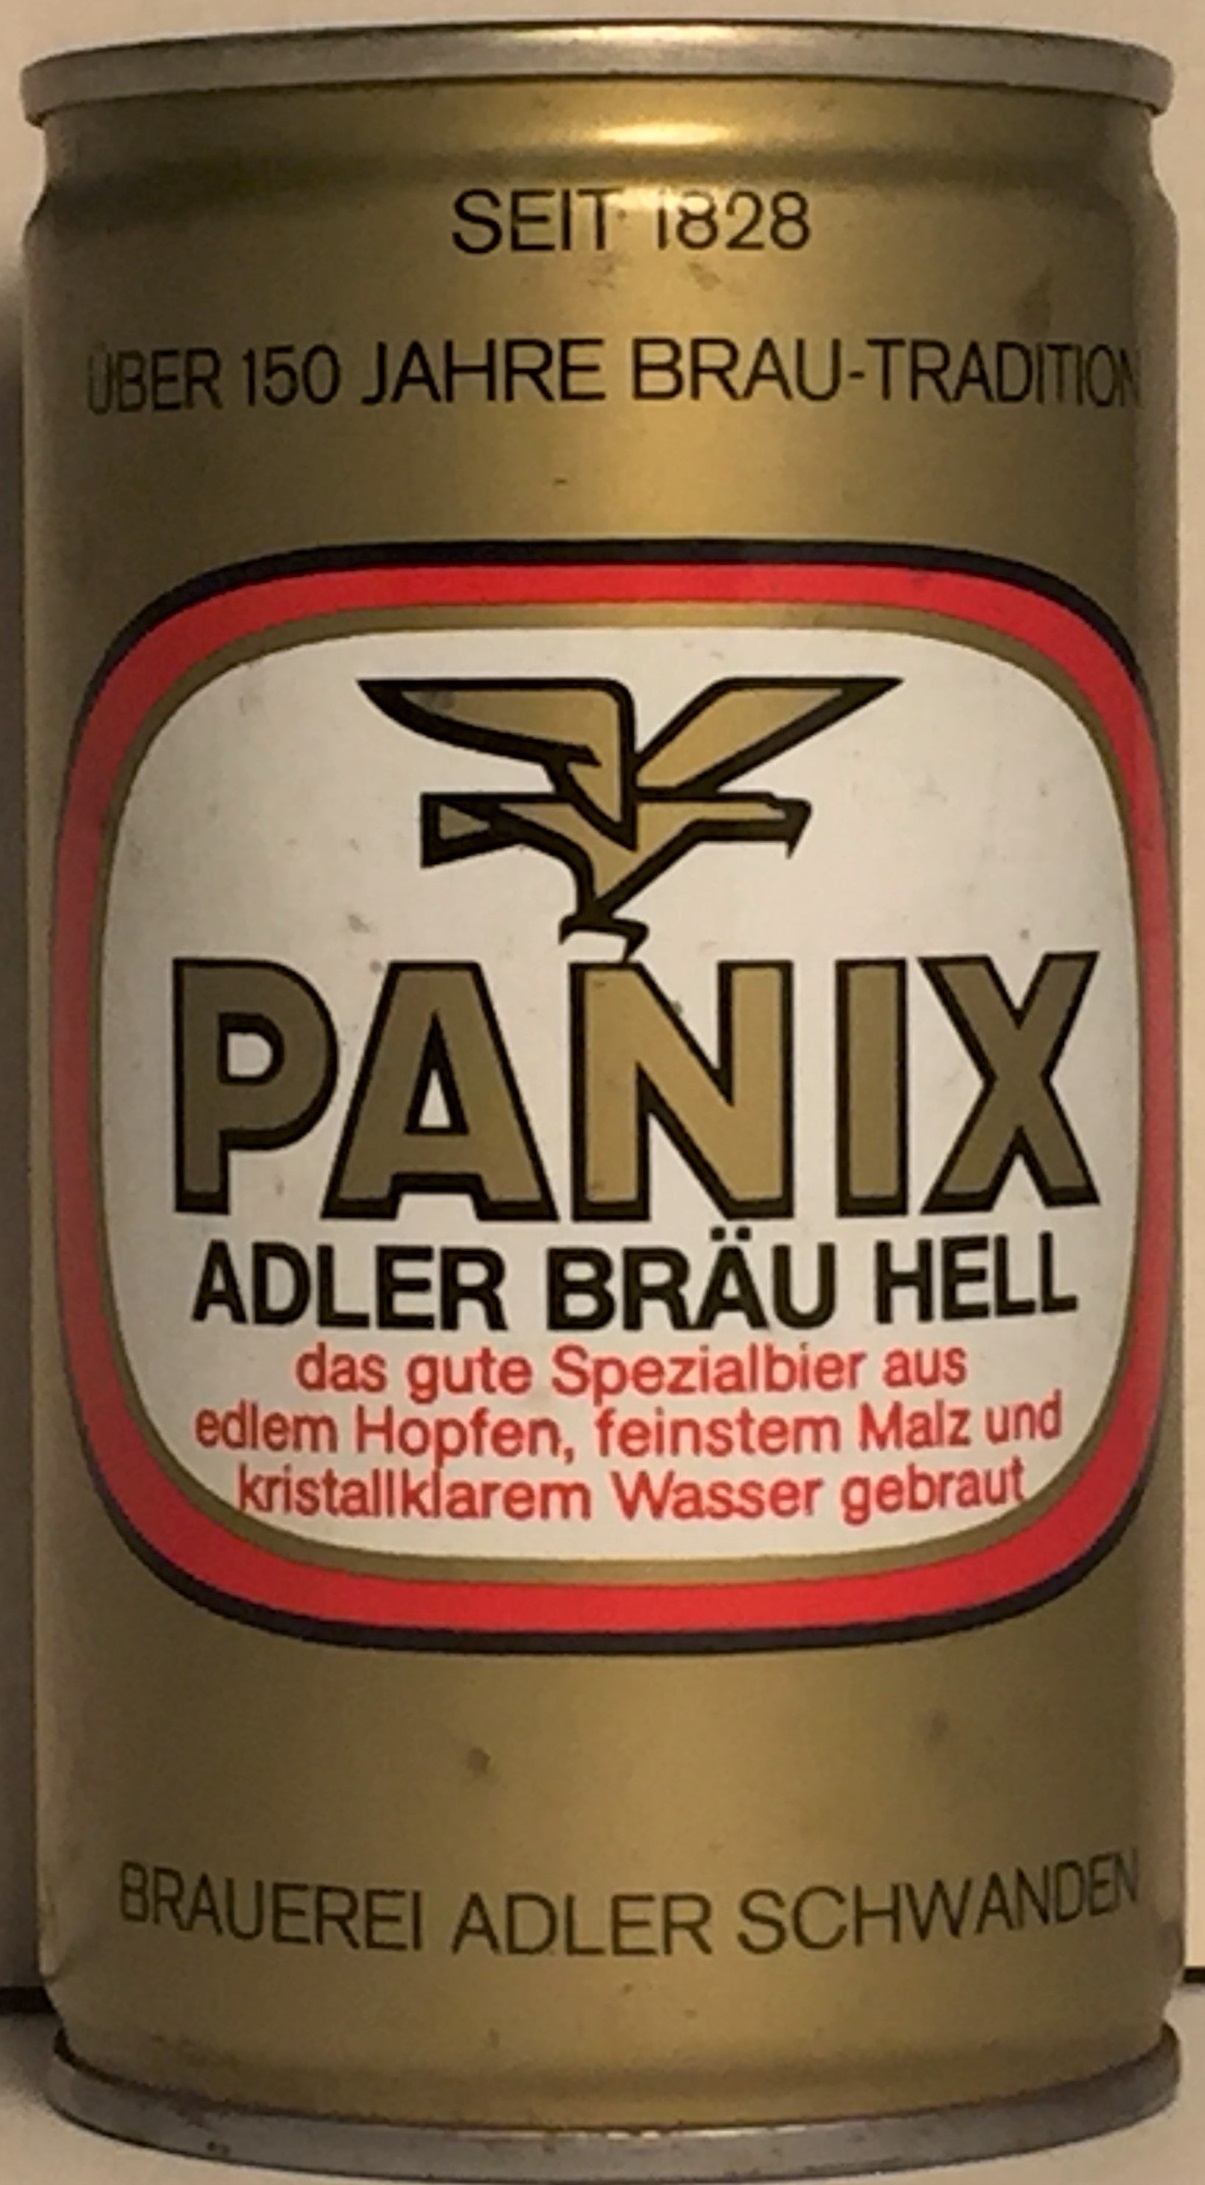 SEIT 1828
ÜBER 150 JAHRE BRAU-TRADITION
PANIX
ADLER BRÄU HELL
das gute Spezialbier aus
edlem Hopfen, feinstem Malz und
kristallklarem Wasser gebraut
BRAUEREI ADLER SCHWANDEN